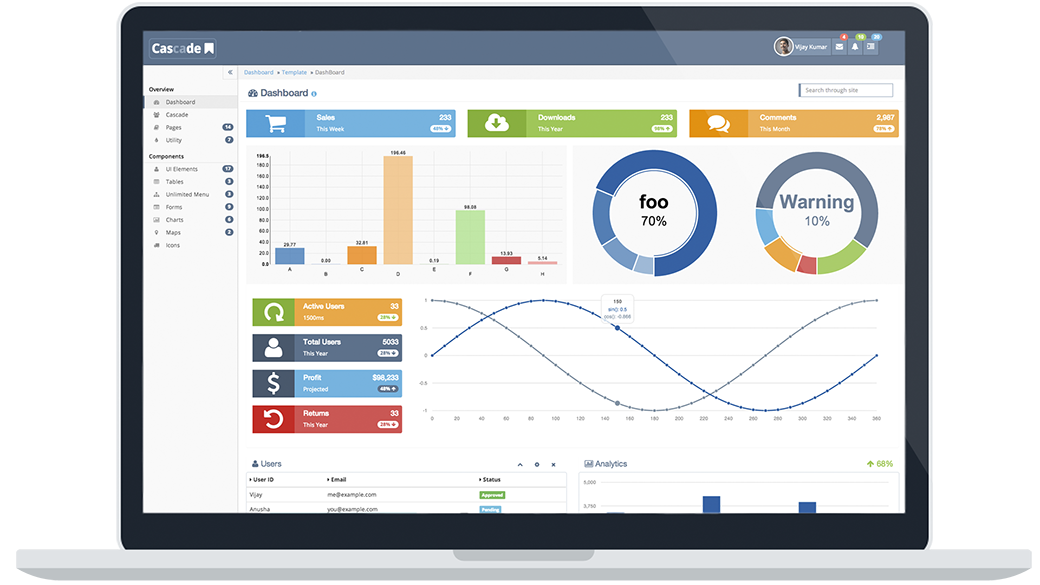 Cascade
Vijay Kumar
4
10
30
Dashboard » Template » DashBoard
Overview
Dashboard
Cascade
Pages 14
Utility 7
Components
UI Elements 17
Tables 5
Unlimited Menu 3
Forms 9
Charts 4
Maps 2
Icons
Dashboard
Search through site
Sales 233
This Week 48%
Downloads 233
This Year 98%
Comments 2,987
This Month 78%
196.5
180.0
160.0
140.0
120.0
100.0
80.0
60.0
40.0
20.0
0.0
29.77
0.00
32.81
196.46
0.19
98.08
13.93
5.14
A B C D E F G H
foo
70%
Warning
10%
Active Users 33
1500ms 28%
Total Users 5033
This Year 28%
Profit $98,233
Projected 48%
Returns 33
This Year 28%
150
sin(): 0.5
cos(): -0.866
1
0.5
0
-0.5
-1
0 20 40 60 80 100 120 140 160 180 200 220 240 260 280 300 320 340 360
Users
User ID Email Status
Vijay me@example.com Approved
Anusha you@example.com Pending
Analytics 68%
5,000
3,750